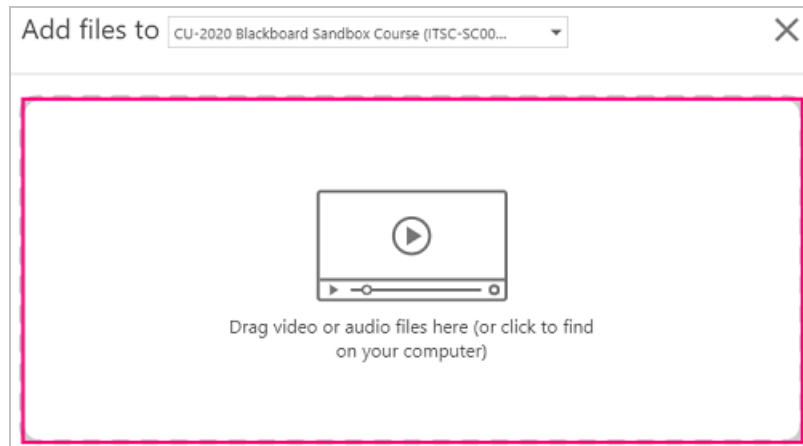 Add files to CU-2020 Blackboard Sandbox Course (ITSC-SC00...
Drag video or audio files here (or click to find
on your computer)